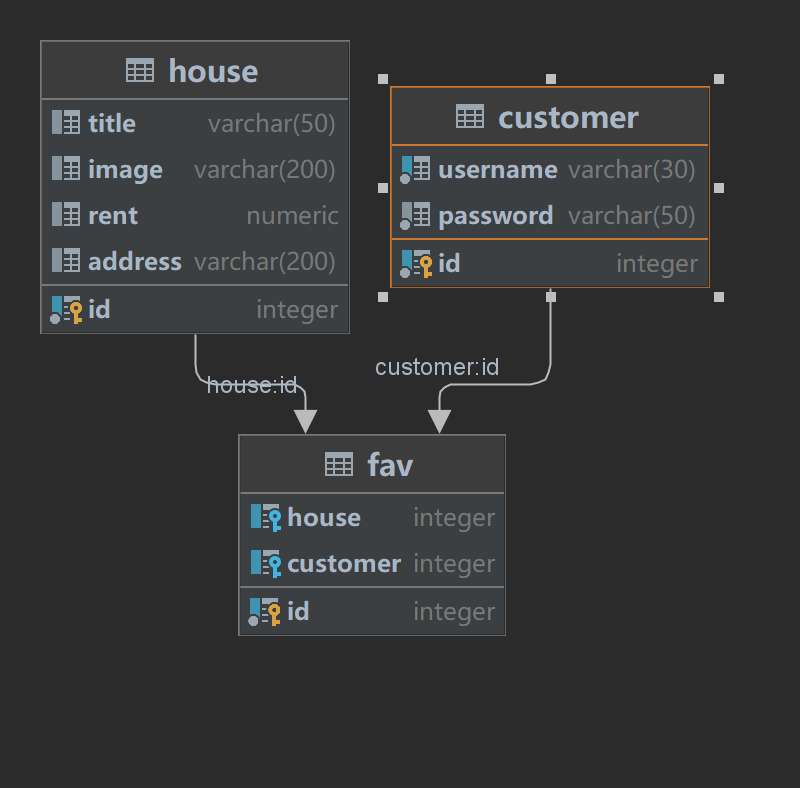 house
title varchar(50)
image varchar(200)
rent numeric
address varchar(200)
id integer
customer
username varchar(30)
password varchar(50)
id integer
house:id
customer:id
fav
house integer
customer integer
id integer